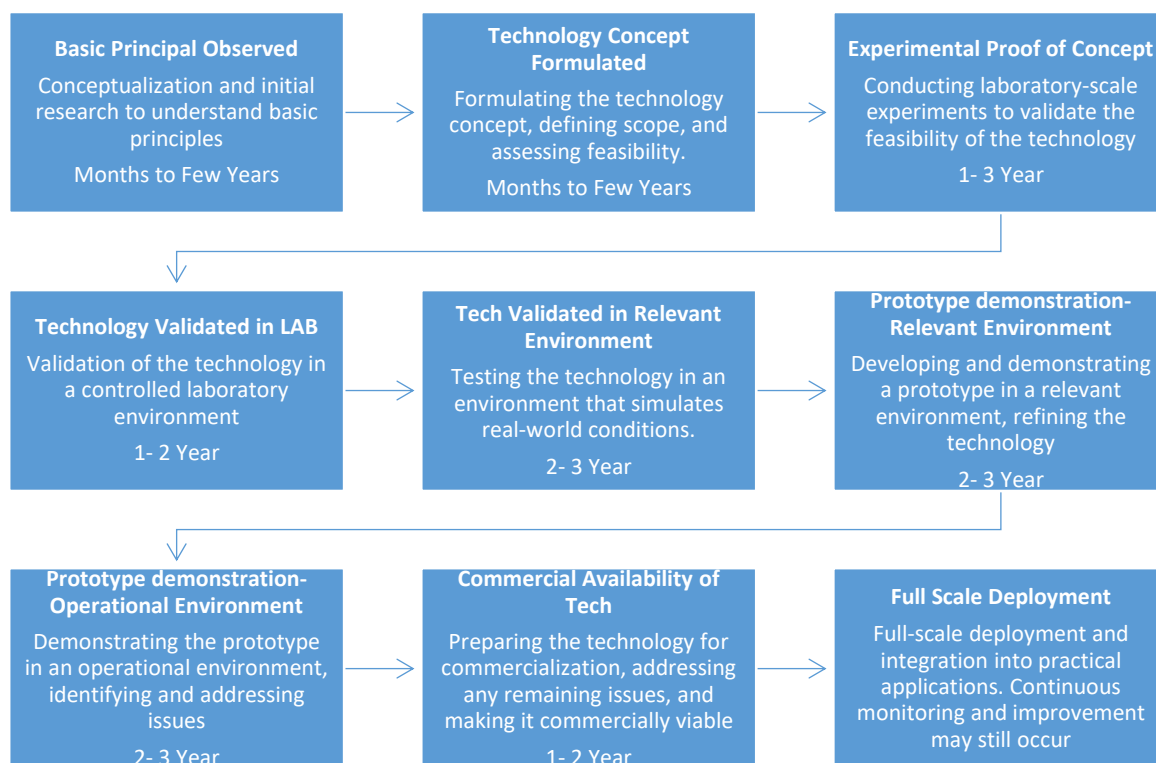 Basic Principal Observed
Conceptualization and initial
research to understand basic
principles
Months to Few Years
Technology Concept
Formulated
Formulating the technology
concept, defining scope, and
assessing feasibility.
Months to Few Years
Experimental Proof of Concept
Conducting laboratory-scale
experiments to validate the
feasibility of the technology
1- 3 Year
Technology Validated in LAB
Validation of the technology in
a controlled laboratory
environment
1- 2 Year
Tech Validated in Relevant
Environment
Testing the technology in an
environment that simulates
real-world conditions.
2- 3 Year
Prototype demonstration-
Relevant Environment
Developing and demonstrating
a prototype in a relevant
environment, refining the
technology
2- 3 Year
Prototype demonstration-
Operational Environment
Demonstrating the prototype
in an operational environment,
identifying and addressing
issues
2- 3 Year
Commercial Availability of
Tech
Preparing the technology for
commercialization, addressing
any remaining issues, and
making it commercially viable
1- 2 Year
Full Scale Deployment
Full-scale deployment and
integration into practical
applications. Continuous
monitoring and improvement
may still occur